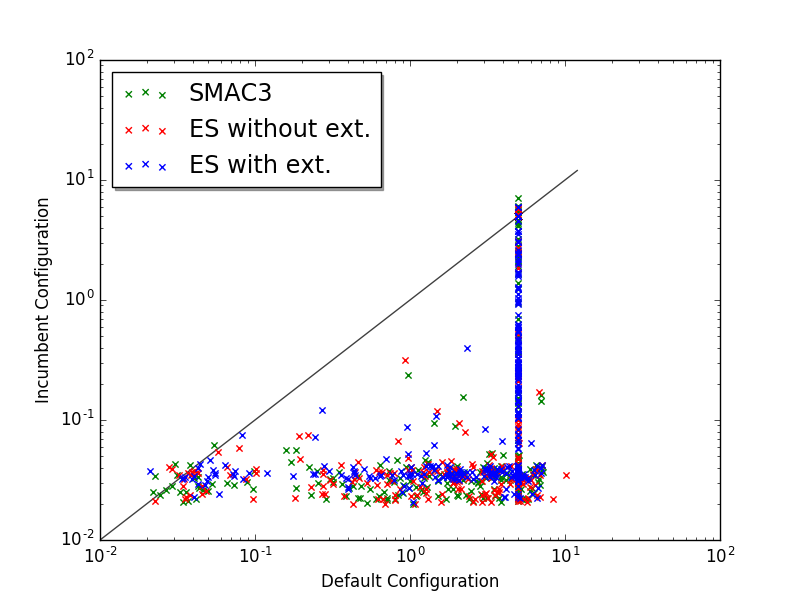 10^2
10^1
10^0
10^-1
10^-2
Incumbent Configuration
SMAC3
ES without ext.
ES with ext.
10^-2 10^-1 10^0 10^1 10^2
Default Configuration